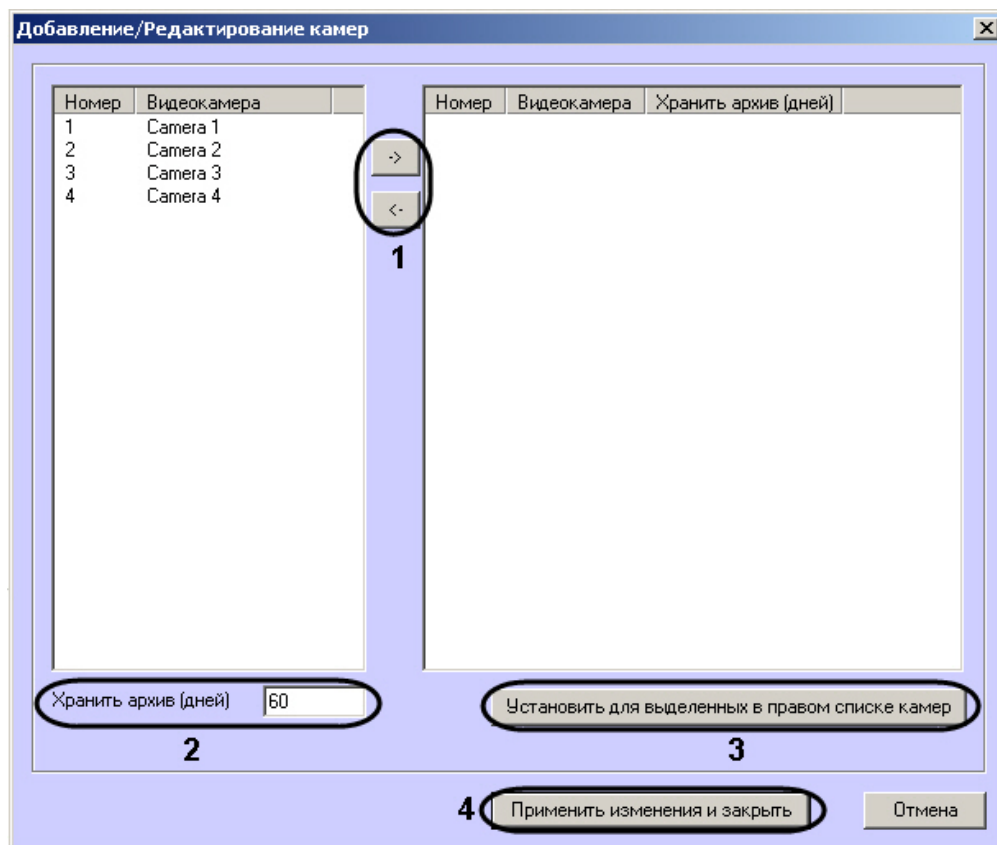 Добавление/Редактирование камер
Номер Видеокамера
1 Camera 1
2 Camera 2
3 Camera 3
4 Camera 4
->
<-
1
Номер Видеокамера Хранить архив (дней)
Хранить архив (дней) 60
2
Установить для выделенных в правом списке камер
3
4 Применить изменения и закрыть
Отмена